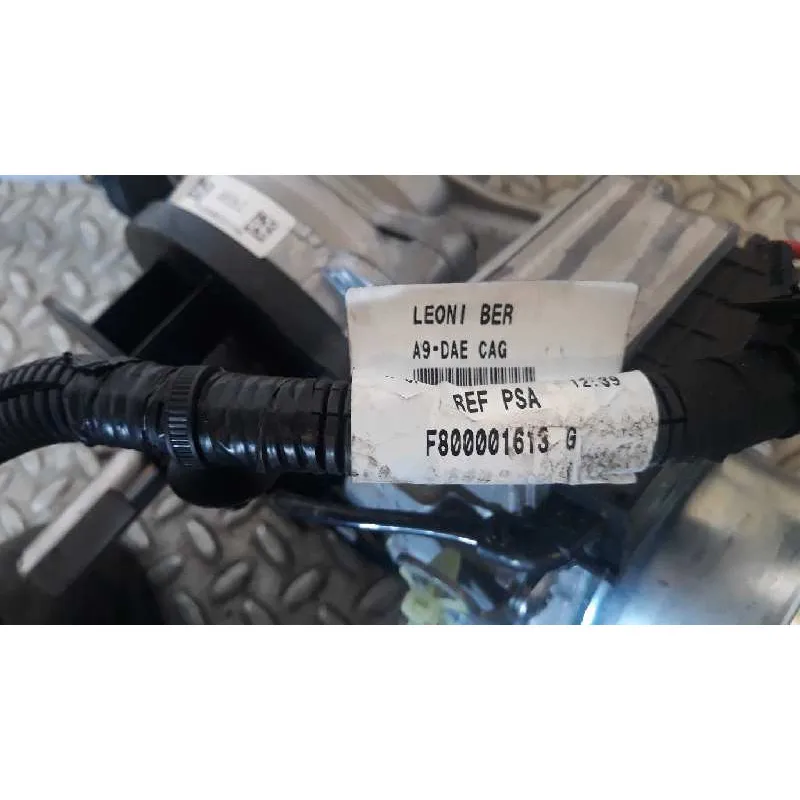 LEONI BER
A9-DAE CAG
12:39
REF PSA
F800001613 G